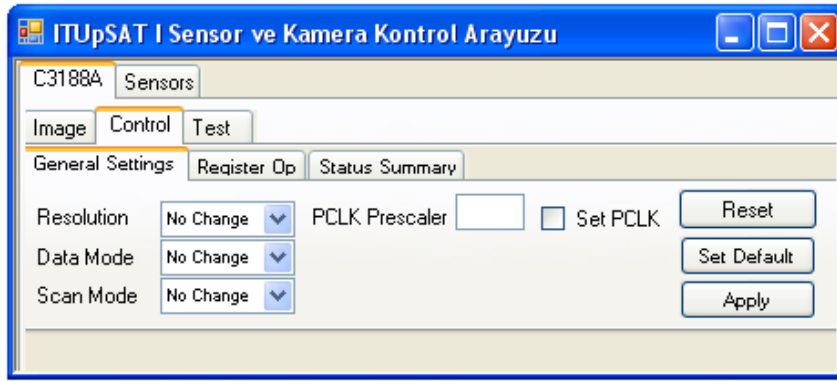 ITUpSAT I Sensor ve Kamera Kontrol Arayuzu
C3188A Sensors
Image Control Test
General Settings Register Op Status Summary
Resolution No Change PCLK Prescaler Set PCLK Reset
Data Mode No Change Set Default
Scan Mode No Change Apply